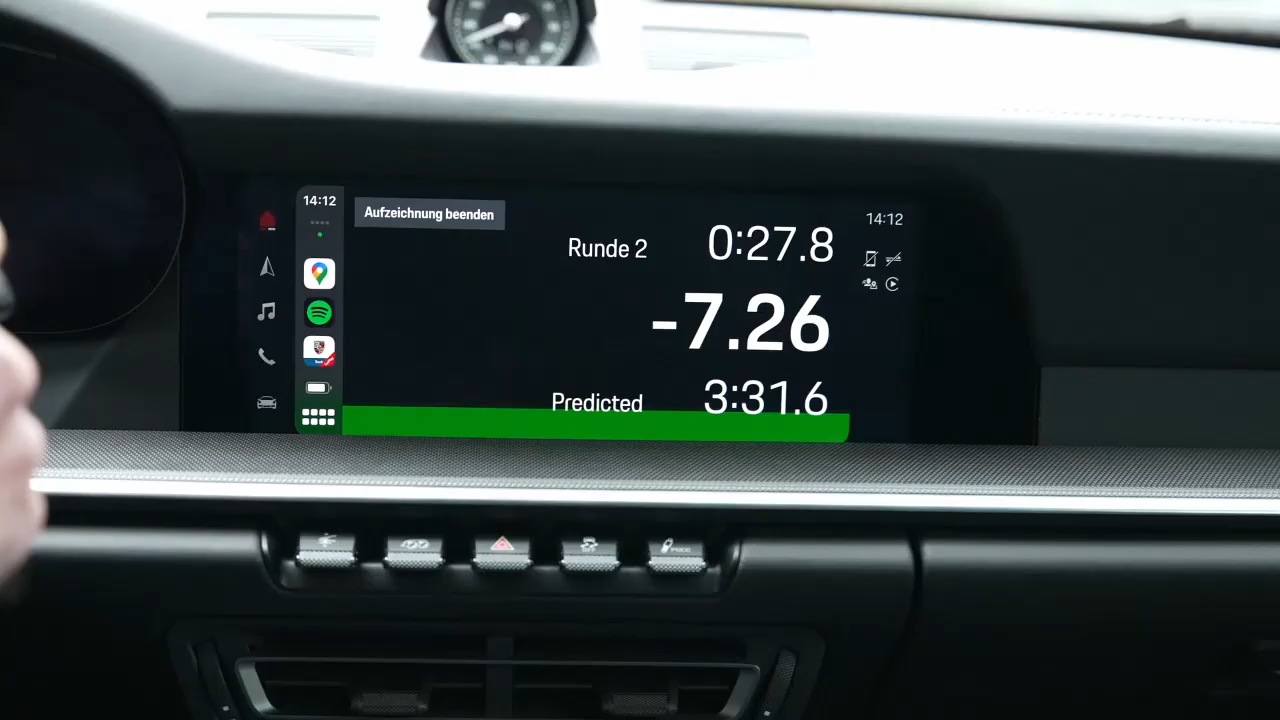 14:12
Aufzeichnung beenden
Runde 2 0:27.8
-7.26
Predicted 3:31.6
14:12